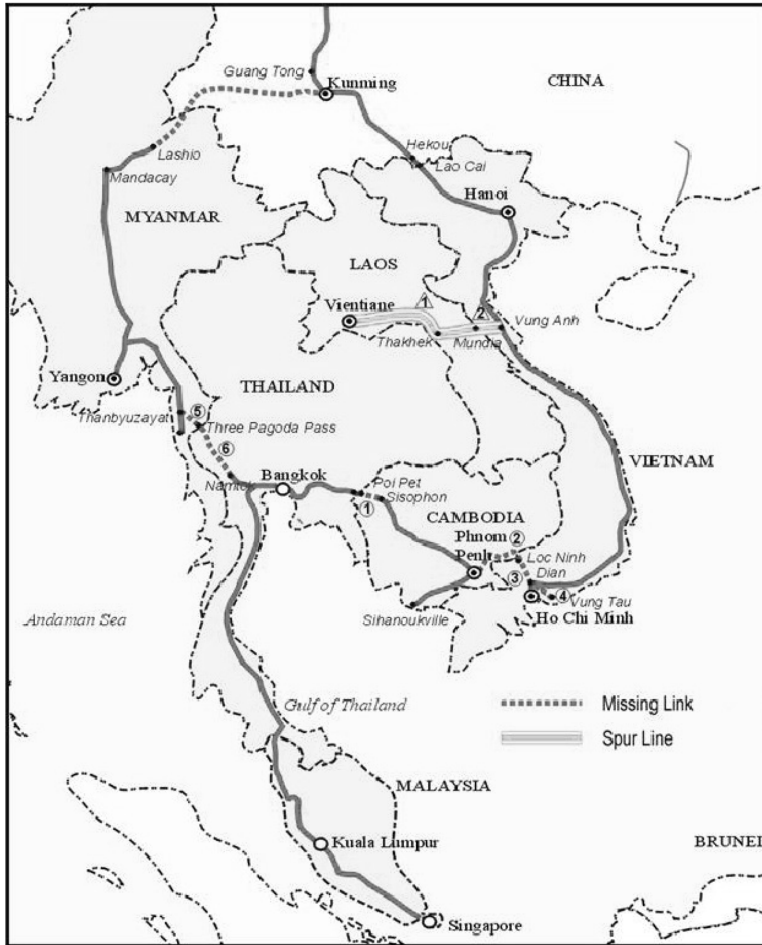 Guang Tong
Kunming
CHINA
Hekou
Lao Cai
Lashio
Mandacay
Hanoi
MYANMAR
LAOS
1
Vientiane
2
Vung Anh
Thakhek
Mundia
Yangon
THAILAND
Thanbyuzayat
5
Three Pagoda Pass
6
VIETNAM
Namtok
Bangkok
Poi Pet
Sisophon
1
CAMBODIA
Phnom
Penh
2
Loc Ninh
3
Dian
4
Vung Tau
Sihanoukville
Ho Chi Minh
Andaman Sea
Gulf of Thailand
Missing Link
Spur Line
MALAYSIA
Kuala Lumpur
BRUNEI
Singapore